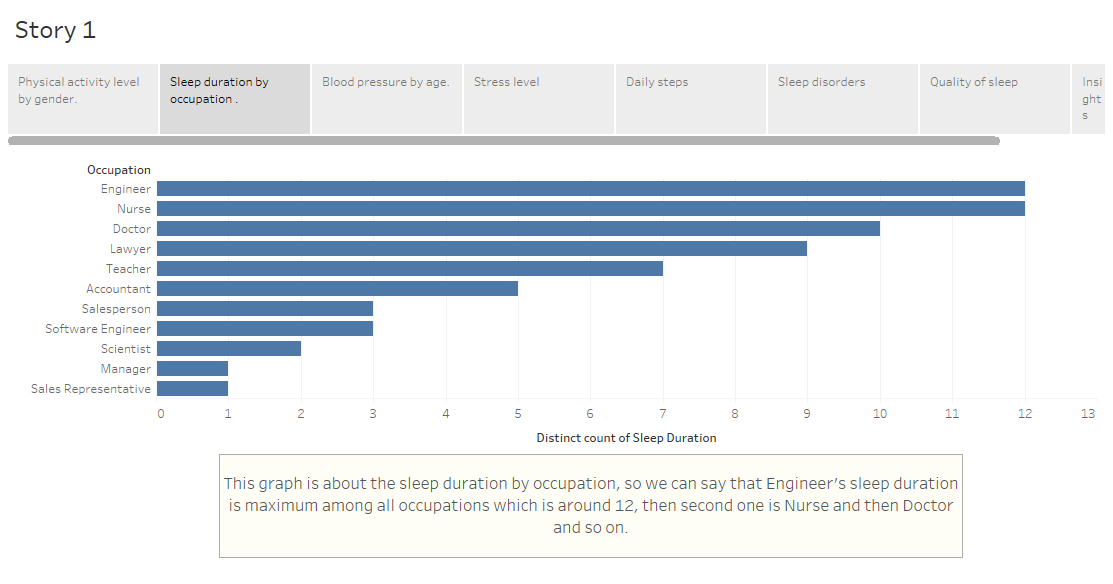 Story 1
Physical activity level
by gender.
Sleep duration by
occupation .
Blood pressure by age.
Stress level
Daily steps
Sleep disorders
Quality of sleep
Insi
ght
s
Occupation
Engineer
Nurse
Doctor
Lawyer
Teacher
Accountant
Salesperson
Software Engineer
Scientist
Manager
Sales Representative
0 1 2 3 4 5 6 7 8 9 10 11 12 13
Distinct count of Sleep Duration
This graph is about the sleep duration by occupation, so we can say that Engineer’s sleep duration
is maximum among all occupations which is around 12, then second one is Nurse and then Doctor
and so on.